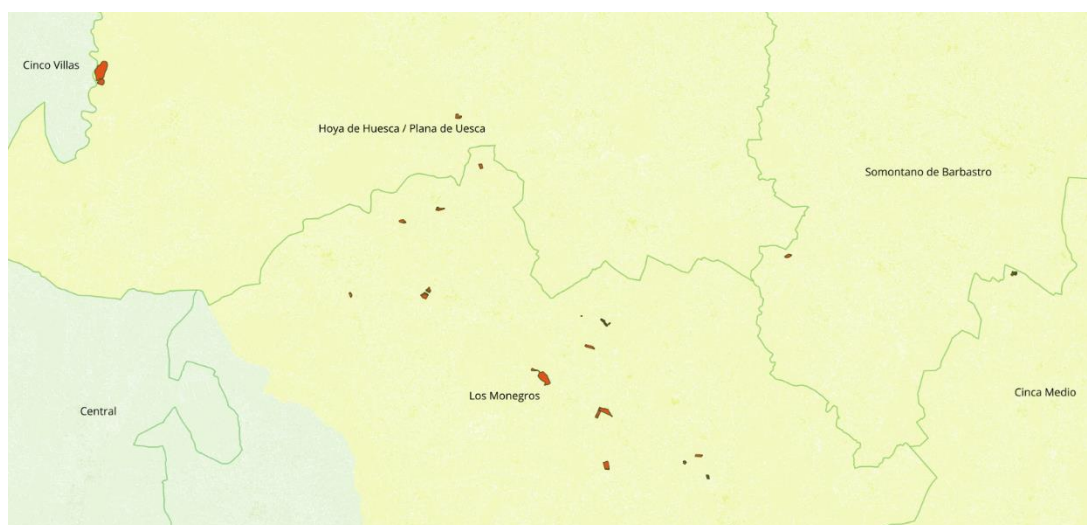 Cinco Villas
Hoya de Huesca / Plana de Uesca
Somontano de Barbastro
Los Monegros
Cinca Medio
Central